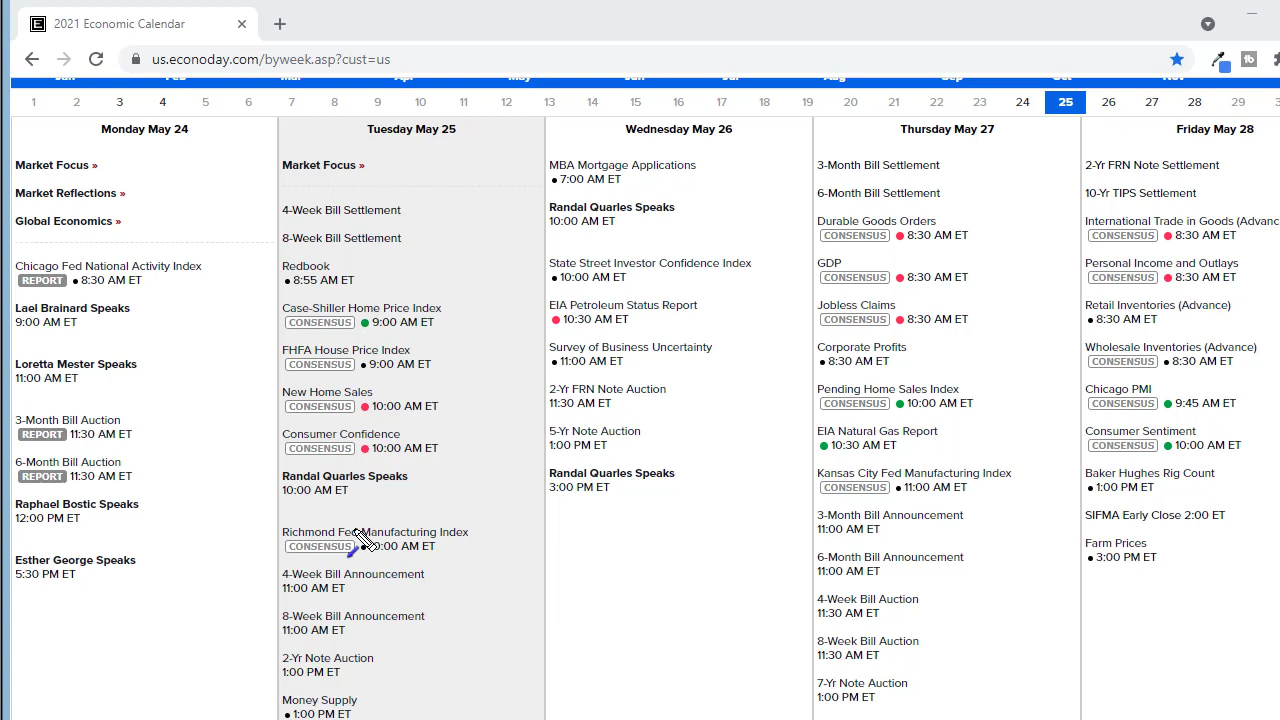 2021 Economic Calendar
us.econoday.com/byweek.asp?cust=us
Jan Feb Mar Apr May Jun Jul Aug Sep Oct Nov
1 2 3 4 5 6 7 8 9 10 11 12 13 14 15 16 17 18 19 20 21 22 23 24 25 26 27 28 29
Monday May 24
Market Focus »
Market Reflections »
Global Economics »
Chicago Fed National Activity Index
REPORT 8:30 AM ET
Lael Brainard Speaks
9:00 AM ET
Loretta Mester Speaks
11:00 AM ET
3-Month Bill Auction
REPORT 11:30 AM ET
6-Month Bill Auction
REPORT 11:30 AM ET
Raphael Bostic Speaks
12:00 PM ET
Esther George Speaks
5:30 PM ET
Tuesday May 25
Market Focus »
4-Week Bill Settlement
8-Week Bill Settlement
Redbook
8:55 AM ET
Case-Shiller Home Price Index
CONSENSUS 9:00 AM ET
FHFA House Price Index
CONSENSUS 9:00 AM ET
New Home Sales
CONSENSUS 10:00 AM ET
Consumer Confidence
CONSENSUS 10:00 AM ET
Randal Quarles Speaks
10:00 AM ET
Richmond Fed Manufacturing Index
CONSENSUS AM ET
4-Week Bill Announcement
11:00 AM ET
8-Week Bill Announcement
11:00 AM ET
2-Yr Note Auction
1:00 PM ET
Money Supply
1:00 PM ET
Wednesday May 26
MBA Mortgage Applications
7:00 AM ET
Randal Quarles Speaks
10:00 AM ET
State Street Investor Confidence Index
10:00 AM ET
EIA Petroleum Status Report
10:30 AM ET
Survey of Business Uncertainty
11:00 AM ET
2-Yr FRN Note Auction
11:30 AM ET
5-Yr Note Auction
1:00 PM ET
Randal Quarles Speaks
3:00 PM ET
Thursday May 27
3-Month Bill Settlement
6-Month Bill Settlement
Durable Goods Orders
CONSENSUS 8:30 AM ET
GDP
CONSENSUS 8:30 AM ET
Jobless Claims
CONSENSUS 8:30 AM ET
Corporate Profits
8:30 AM ET
Pending Home Sales Index
CONSENSUS 10:00 AM ET
EIA Natural Gas Report
10:30 AM ET
Kansas City Fed Manufacturing Index
CONSENSUS 11:00 AM ET
3-Month Bill Announcement
11:00 AM ET
6-Month Bill Announcement
11:00 AM ET
4-Week Bill Auction
11:30 AM ET
8-Week Bill Auction
11:30 AM ET
7-Yr Note Auction
1:00 PM ET
Friday May 28
2-Yr FRN Note Settlement
10-Yr TIPS Settlement
International Trade in Goods (Advanc
CONSENSUS 8:30 AM ET
Personal Income and Outlays
CONSENSUS 8:30 AM ET
Retail Inventories (Advance)
8:30 AM ET
Wholesale Inventories (Advance)
CONSENSUS 8:30 AM ET
Chicago PMI
CONSENSUS 9:45 AM ET
Consumer Sentiment
CONSENSUS 10:00 AM ET
Baker Hughes Rig Count
1:00 PM ET
SIFMA Early Close 2:00 ET
Farm Prices
3:00 PM ET